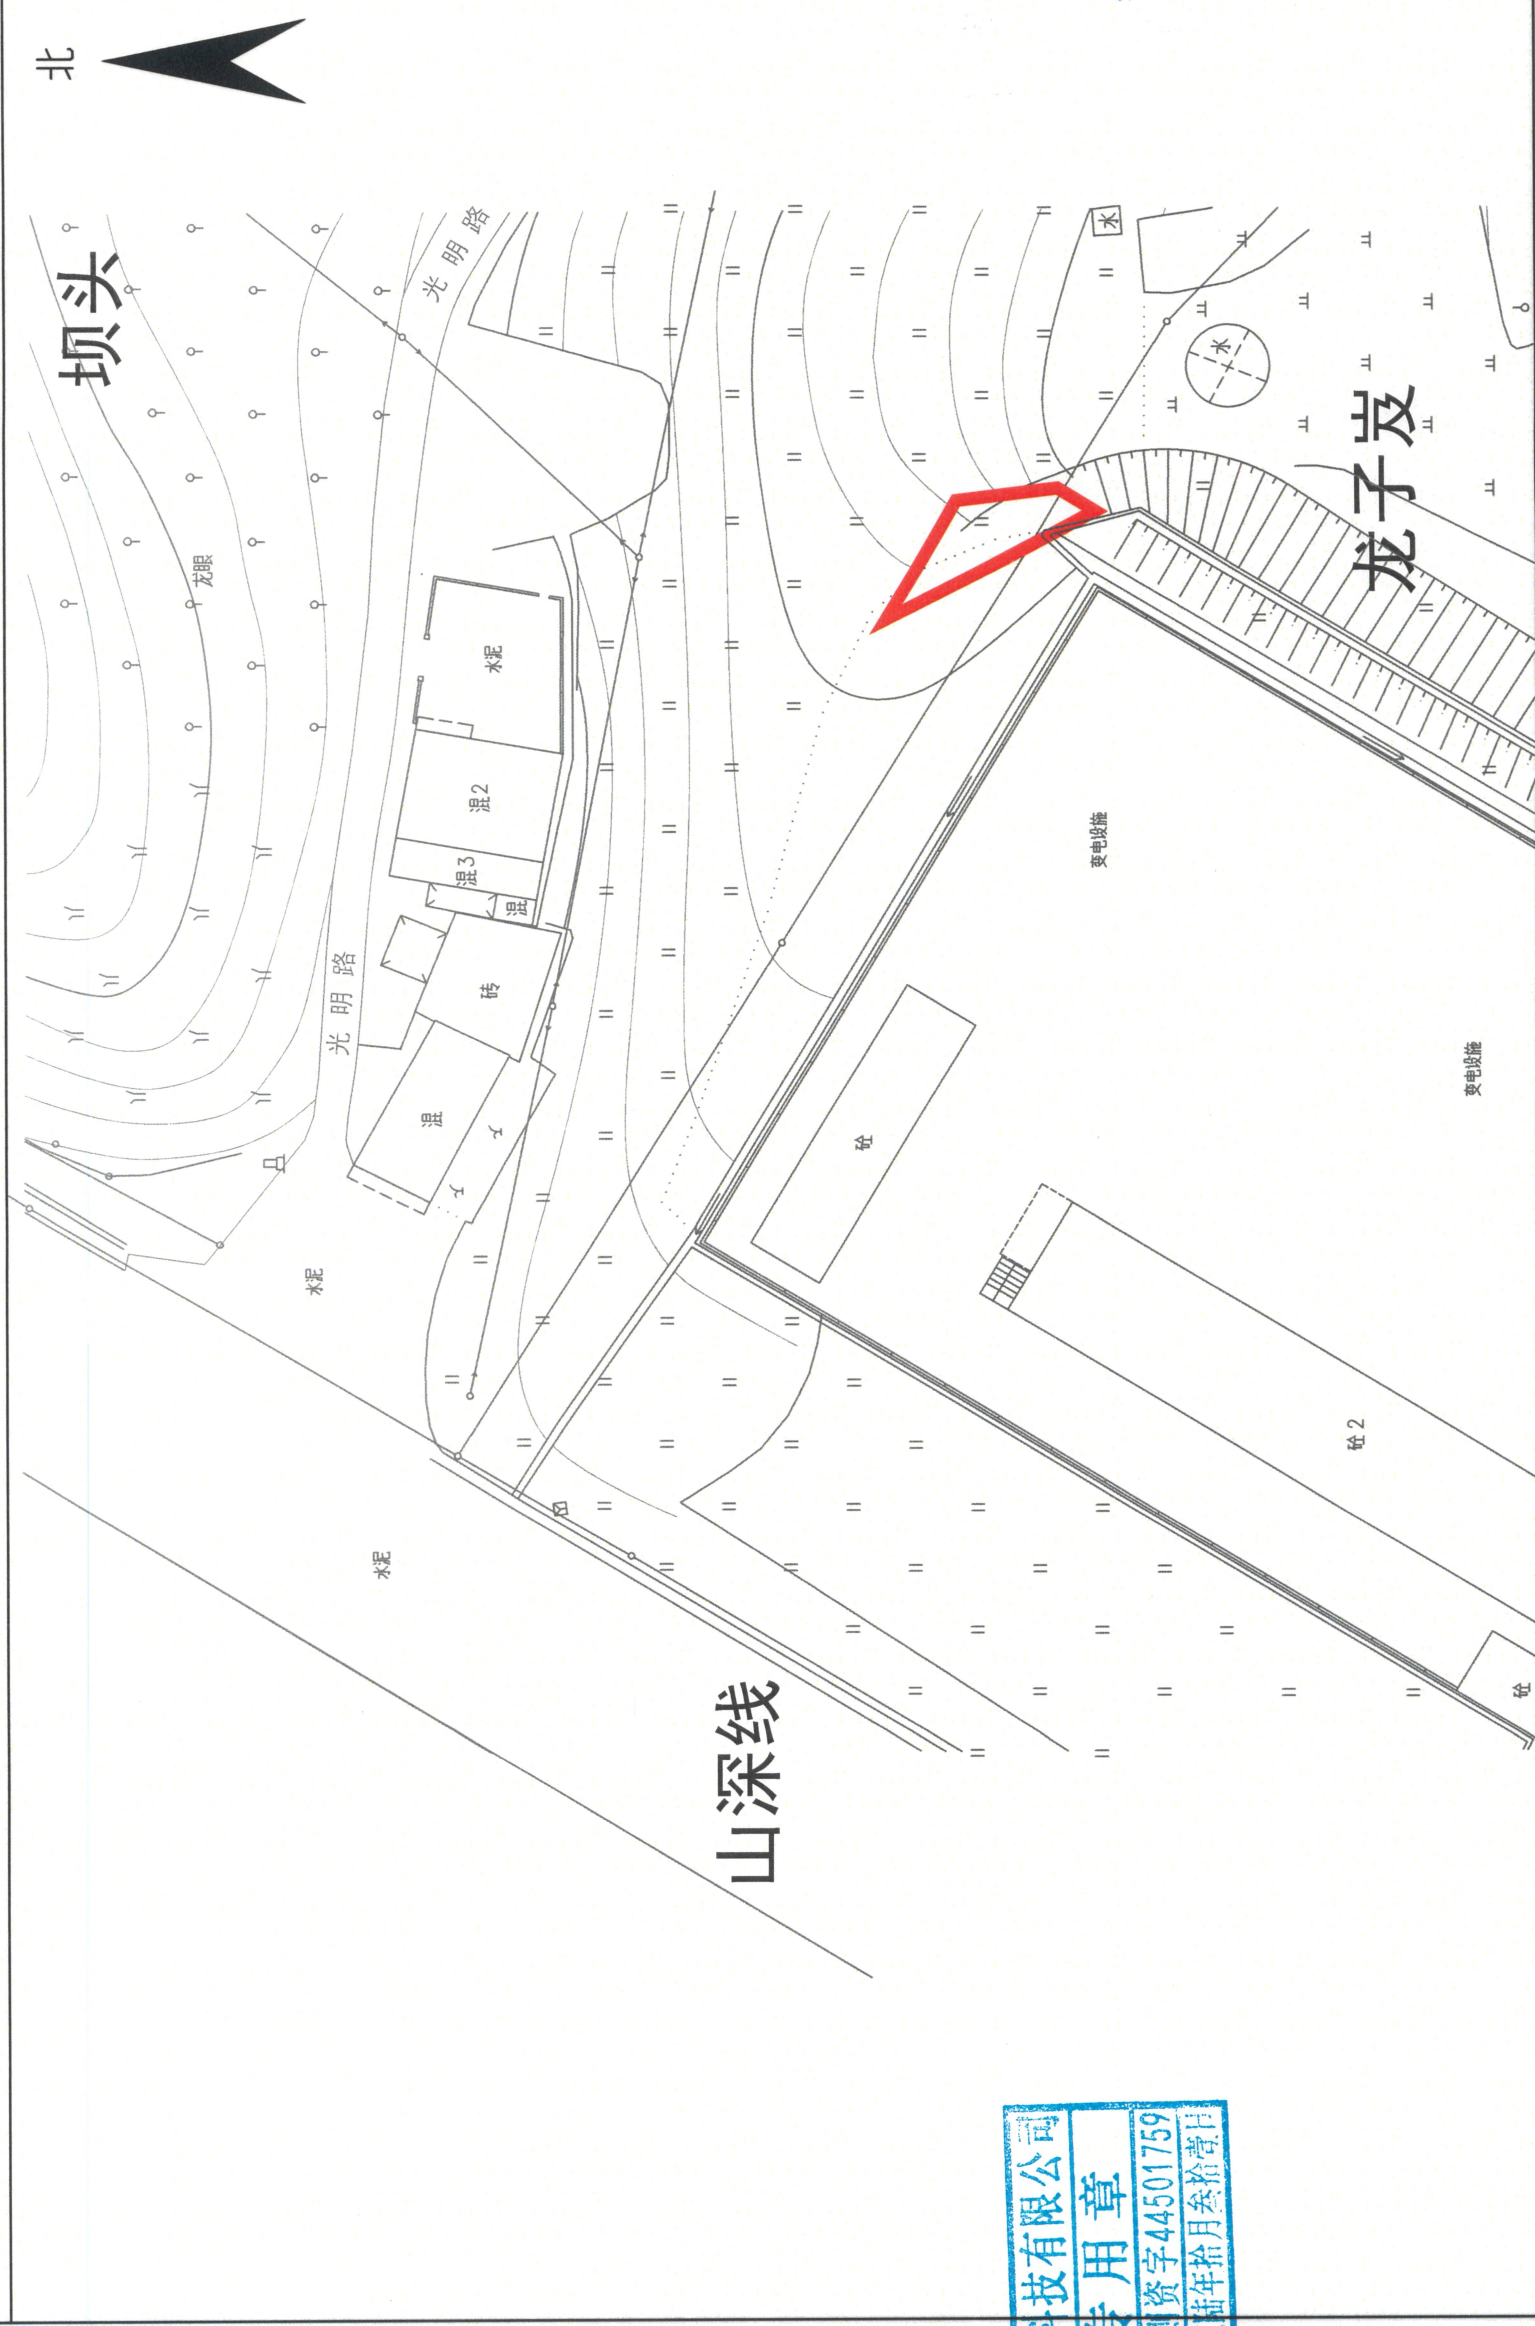 北
坝头
龙眼
水泥
光明路
水泥
混
光明路
混3
混2
砖
水泥
混
山深线
砼
变电设施
水
水
砼2
龙子岌
变电设施
砼
技有限公司
用章
资字44501759
陆年拾月叁拾壹日